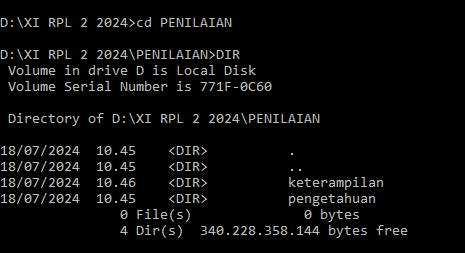 D:\XI RPL 2 2024>cd PENILAIAN
D:\XI RPL 2 2024\PENILAIAN>DIR
Volume in drive D is Local Disk
Volume Serial Number is 771F-0C60
Directory of D:\XI RPL 2 2024\PENILAIAN
18/07/2024  10.45    <DIR>          .
18/07/2024  10.45    <DIR>          ..
18/07/2024  10.46    <DIR>          keterampilan
18/07/2024  10.45    <DIR>          pengetahuan
0 File(s)              0 bytes
4 Dir(s)  340.228.358.144 bytes free